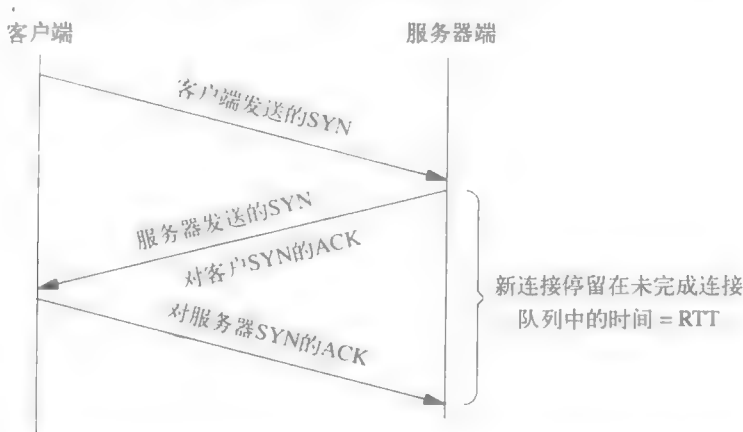 客户端
服务器端
客户端发送的SYN
服务器发送的SYN
对客户SYN的ACK
对服务器SYN的ACK
新连接停留在未完成连接
队列中的时间 = RTT